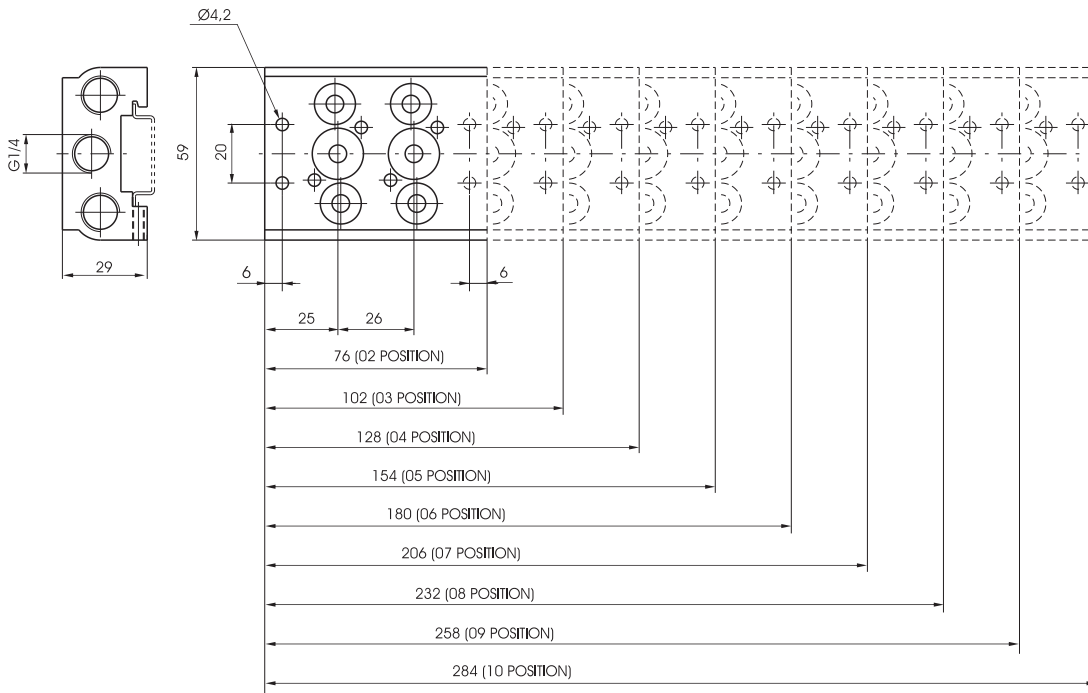 Ø4,2
G1/4
59
20
29
6
6
25
26
76 (02 POSITION)
102 (03 POSITION)
128 (04 POSITION)
154 (05 POSITION)
180 (06 POSITION)
206 (07 POSITION)
232 (08 POSITION)
258 (09 POSITION)
284 (10 POSITION)